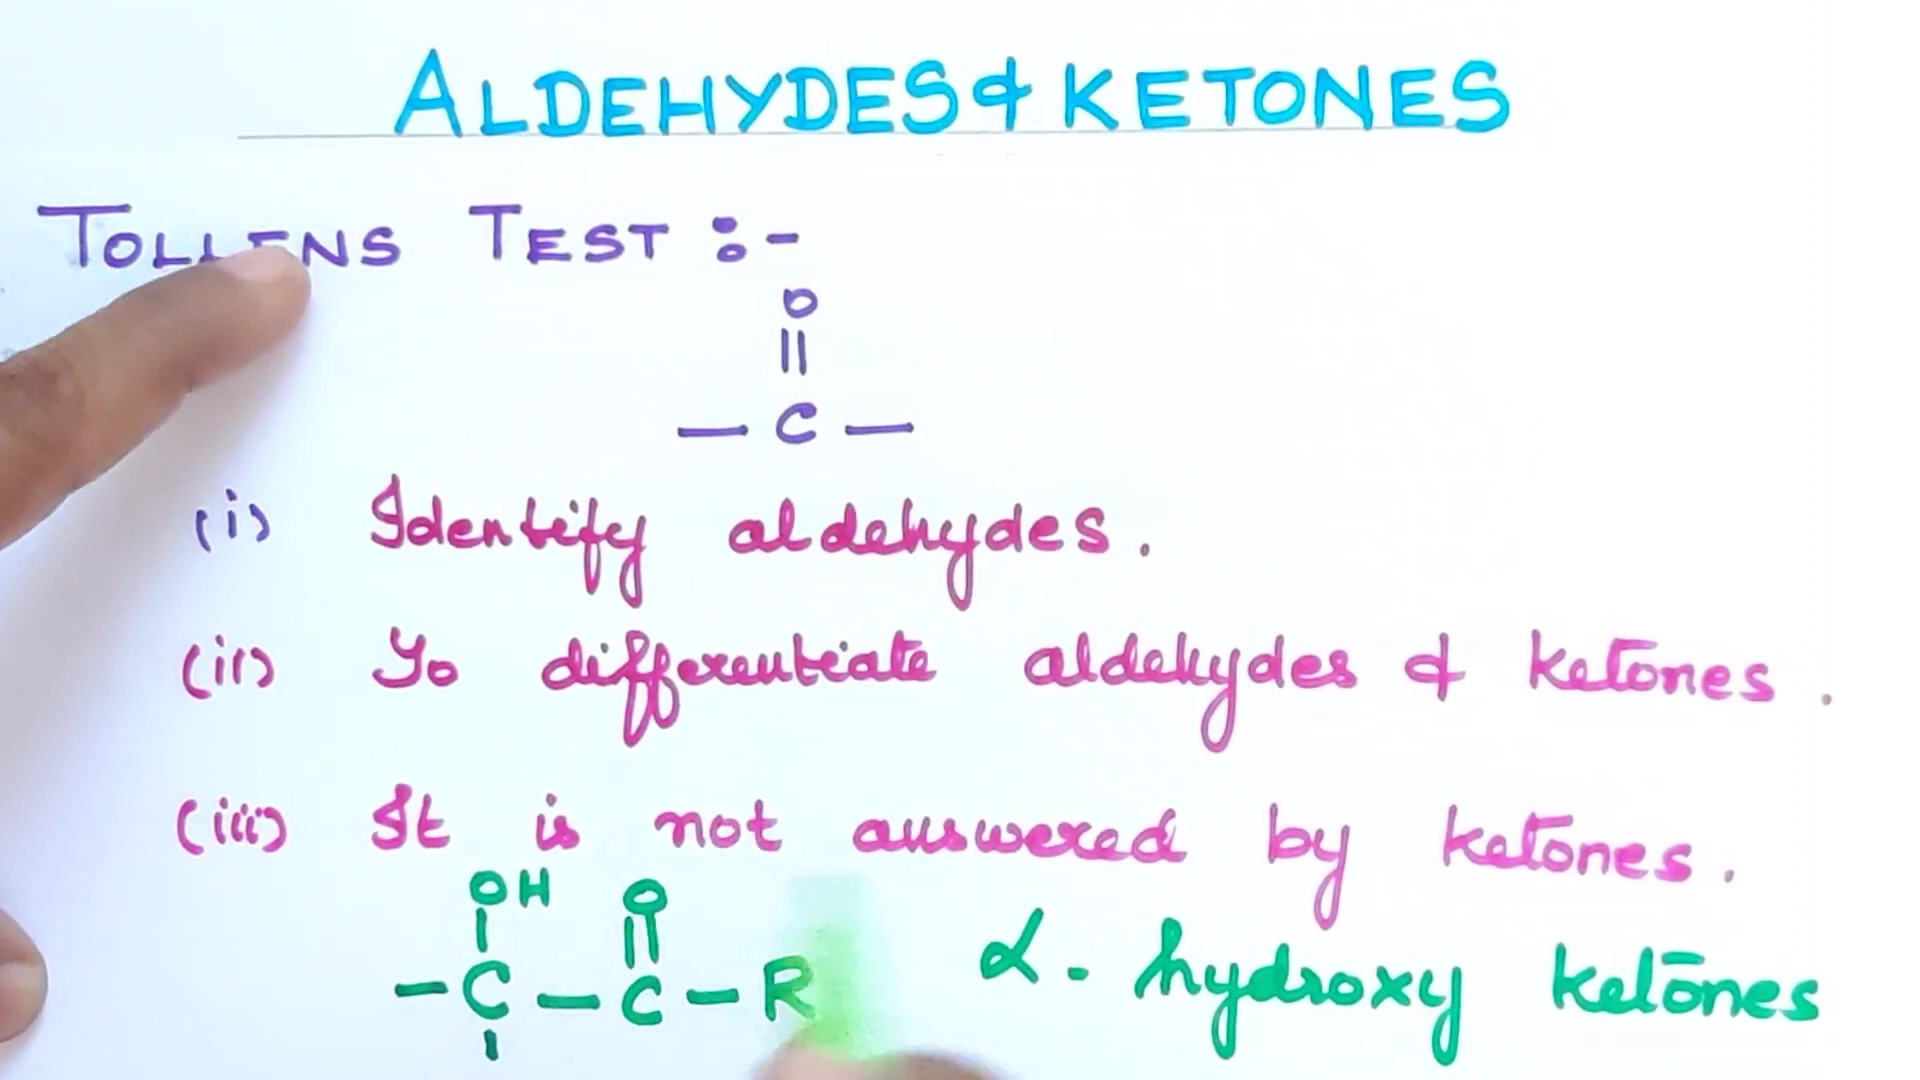 ALDEHYDES & KETONES
TOLLENS TEST :-
O
||
— C —
(i) Identify aldehydes.
(ii) To differentiate aldehydes & ketones.
(iii) It is not answered by ketones.
OH O
| ||
— C — C — R α - hydroxy ketones
|